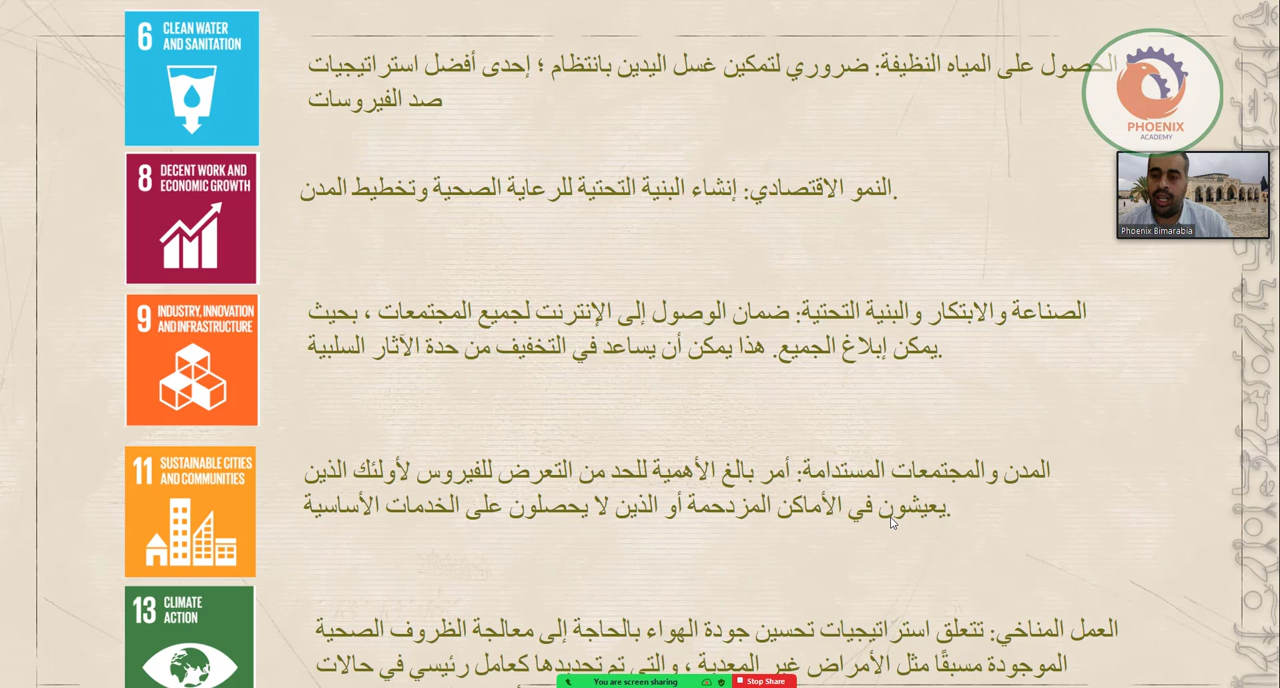 6 CLEAN WATER
AND SANITATION
الحصول على المياه النظيفة: ضروري لتمكين غسل اليدين بانتظام ؛ إحدى أفضل استراتيجيات
صد الفيروسات
PHOENIX
ACADEMY
8 DECENT WORK AND
ECONOMIC GROWTH
النمو الاقتصادي: إنشاء البنية التحتية للرعاية الصحية وتخطيط المدن.
Phoenix Bimarabia
9 INDUSTRY, INNOVATION
AND INFRASTRUCTURE
الصناعة والابتكار والبنية التحتية: ضمان الوصول إلى الإنترنت لجميع المجتمعات ، بحيث
يمكن إبلاغ الجميع. هذا يمكن أن يساعد في التخفيف من حدة الآثار السلبية.
11 SUSTAINABLE CITIES
AND COMMUNITIES
المدن والمجتمعات المستدامة: أمر بالغ الأهمية للحد من التعرض للفيروس لأولئك الذين
يعيشون في الأماكن المزدحمة أو الذين لا يحصلون على الخدمات الأساسية.
13 CLIMATE
ACTION
العمل المناخي: تتعلق استراتيجيات تحسين جودة الهواء بالحاجة إلى معالجة الظروف الصحية
الموجودة مسبقًا مثل الأمراض غير المعدية ، والتي تم تحديدها كعامل رئيسي في حالات
You are screen sharing
Stop Share